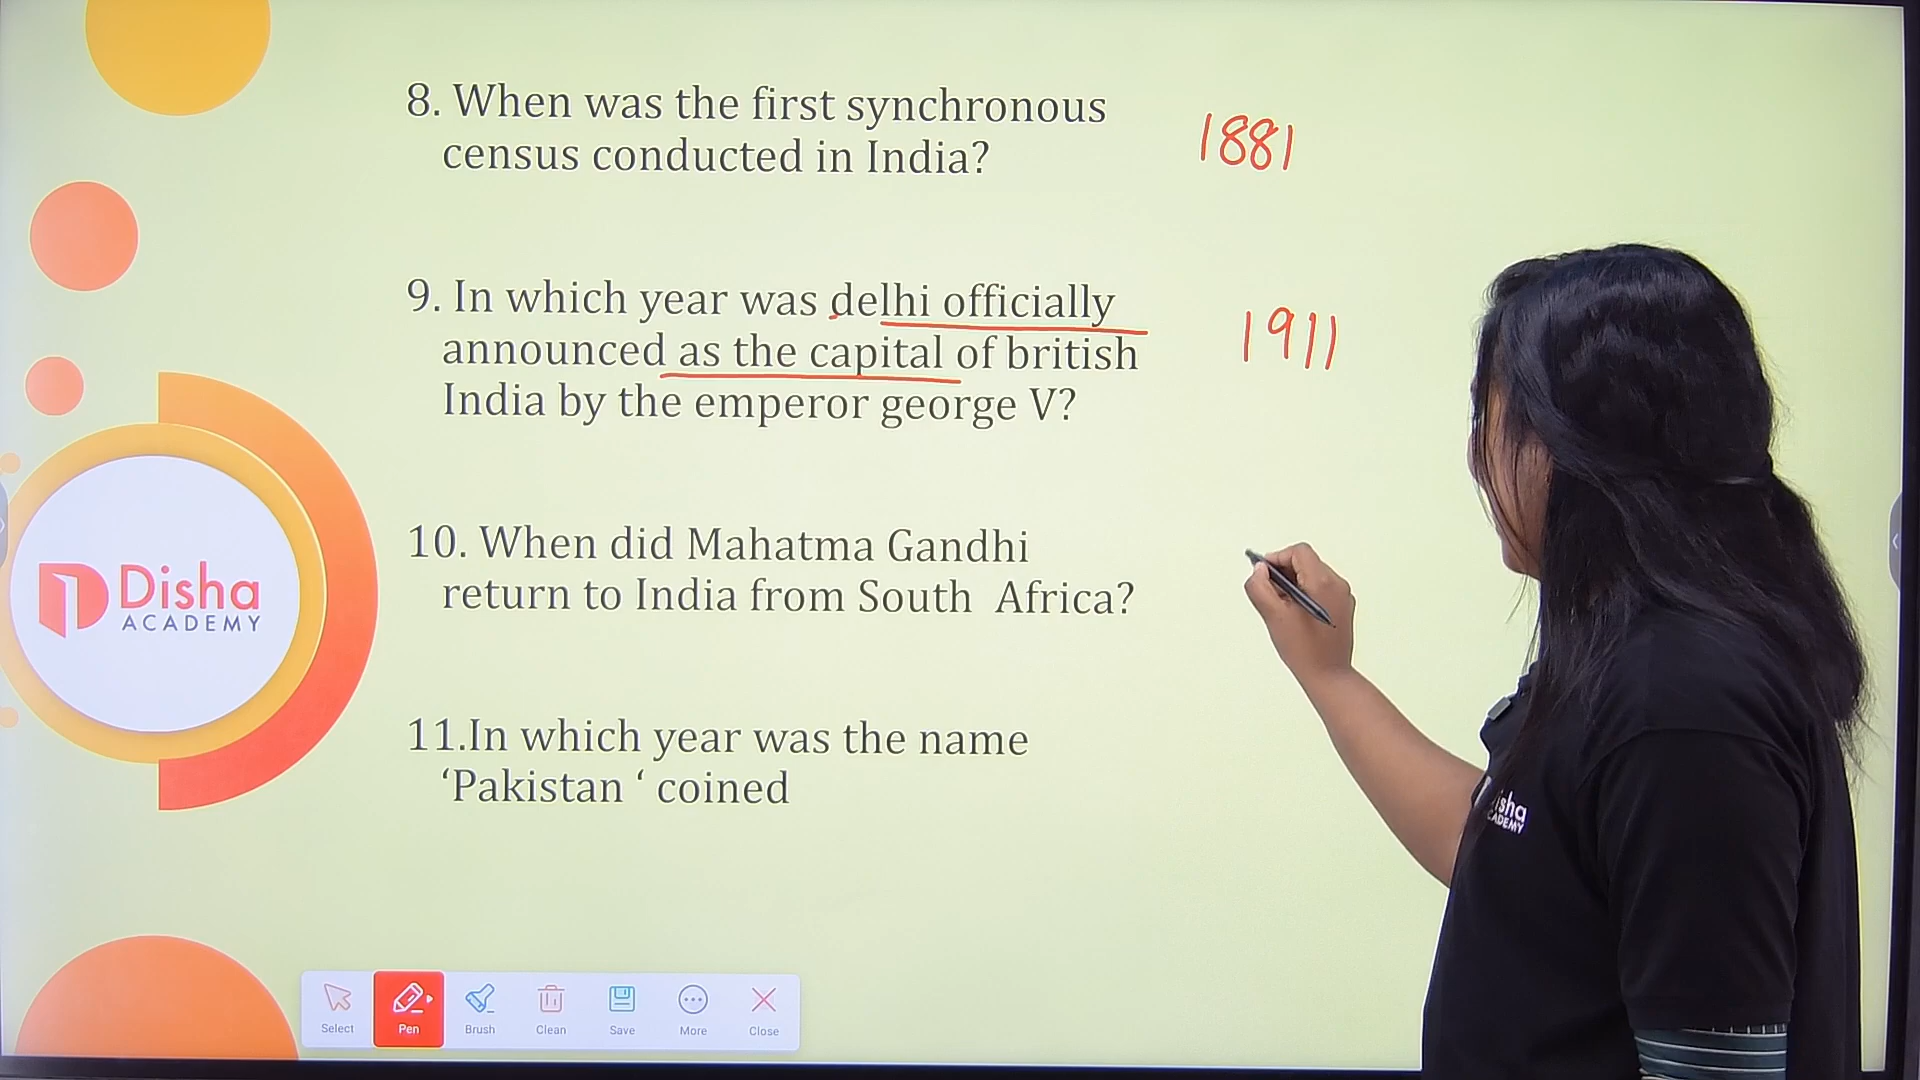 8. When was the first synchronous
census conducted in India?
1881
9. In which year was delhi officially
announced as the capital of british
India by the emperor george V?
1911
10. When did Mahatma Gandhi
return to India from South Africa?
11.In which year was the name
‘Pakistan ‘ coined
Disha
ACADEMY
Select
Pen
Brush
Clean
Save
More
Close
isha
CADEMY